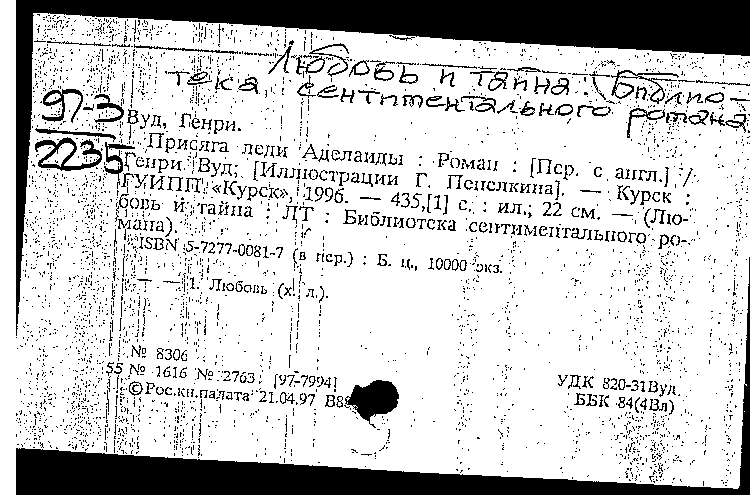 Любовь и тайна: (Библио-
тека сентиментального романа
97-3
2235
Вуд, Генри.
Присяга леди Аделаиды : Роман : [Пер. с англ.] /
Генри Вуд; [Иллюстрации Г. Пепелкина]. — Курск :
ГУИПП «Курск», 1996. — 435,[1] с. : ил.; 22 см. — (Лю-
бовь и тайна : ЛТ : Библиотека сентиментального ро-
мана).
ISBN 5-7277-0081-7 (в пер.) : Б. ц., 10000 экз.
— — 1. Любовь (х. л.).
№ 8306
55 № 1616 № 2763 [97-7994]
©Рос.кн.палата 21.04.97
УДК 820-31Вуд
ББК 84(4Вл)